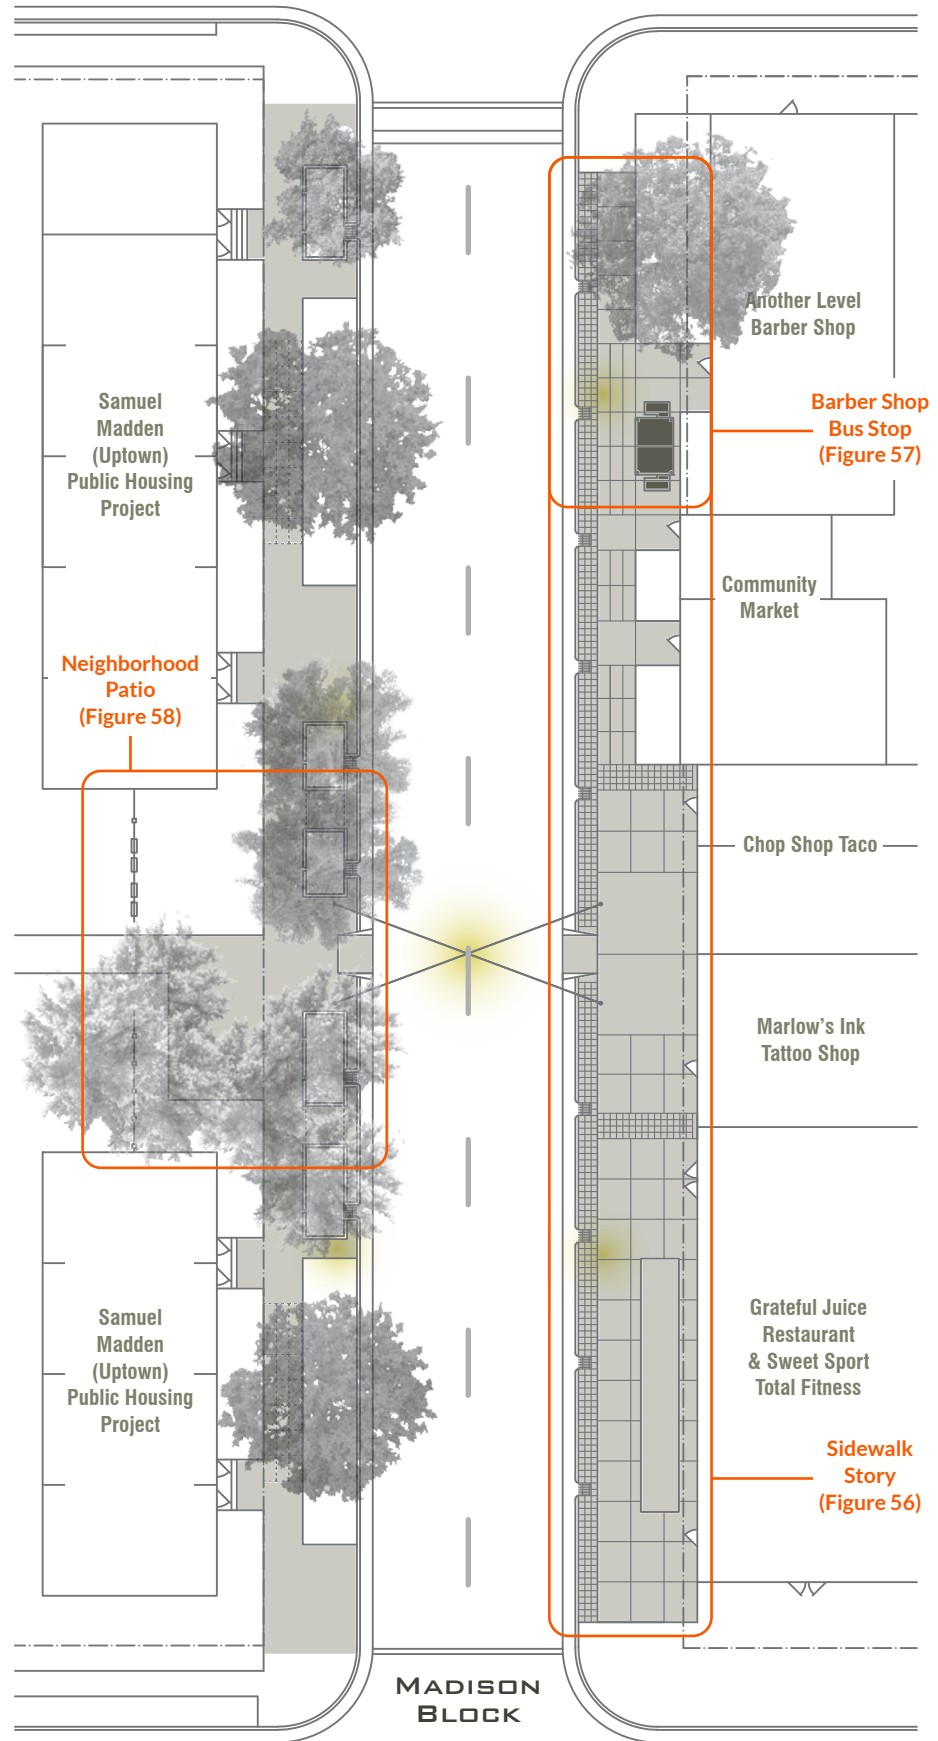 Another Level
Barber Shop
Samuel
Madden
(Uptown)
Public Housing
Project
Barber Shop
Bus Stop
(Figure 57)
Community
Market
Neighborhood
Patio
(Figure 58)
Chop Shop Taco
Marlow's Ink
Tattoo Shop
Samuel
Madden
(Uptown)
Public Housing
Project
Grateful Juice
Restaurant
& Sweet Sport
Total Fitness
Sidewalk
Story
(Figure 56)
MADISON
BLOCK